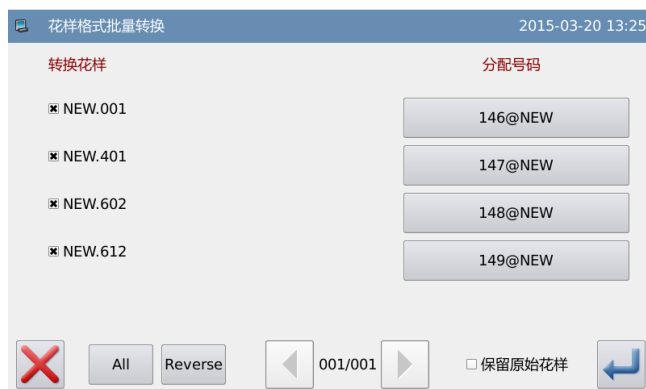 花样格式批量转换 2015-03-20 13:25
转换花样 分配号码
NEW.001 146@NEW
NEW.401 147@NEW
NEW.602 148@NEW
NEW.612 149@NEW
All Reverse 001/001 保留原始花样